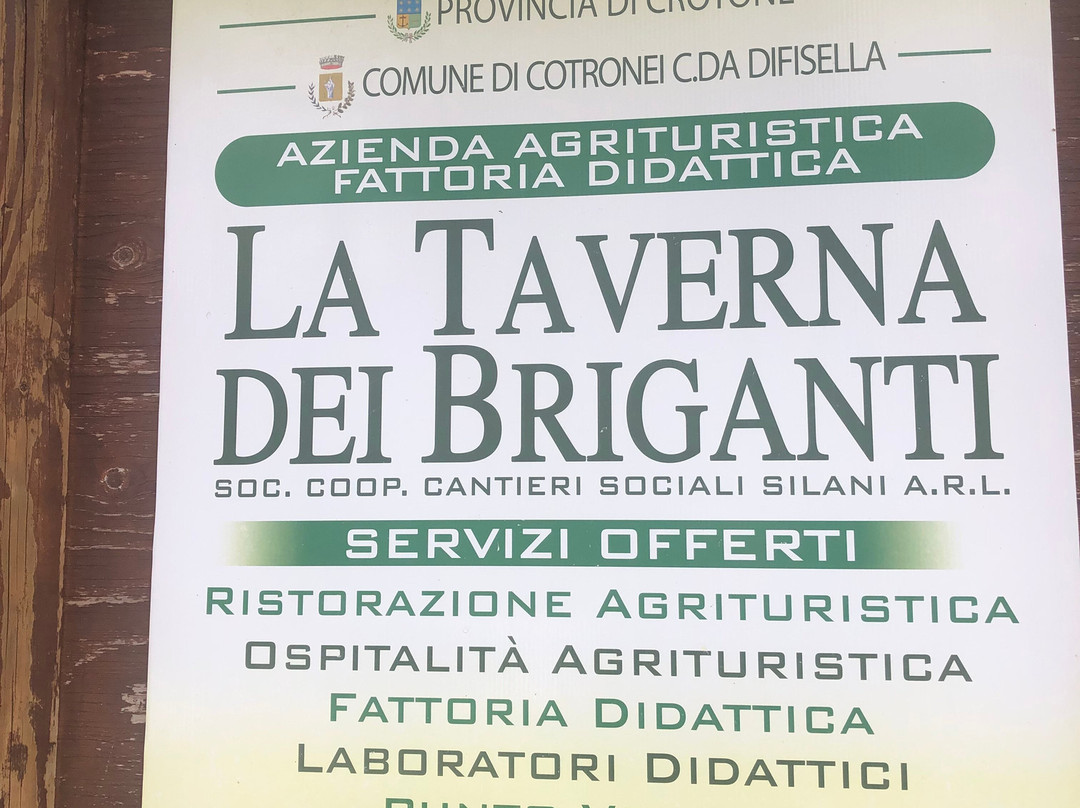 PROVINCIA DI CROTONE
COMUNE DI COTRONEI C.DA DIFISELLA
AZIENDA AGRITURISTICA
FATTORIA DIDATTICA
LA TAVERNA
DEI BRIGANTI
SOC. COOP. CANTIERI SOCIALI SILANI A.R.L.
SERVIZI OFFERTI
RISTORAZIONE AGRITURISTICA
OSPITALITÀ AGRITURISTICA
FATTORIA DIDATTICA
LABORATORI DIDATTICI
PUNTO